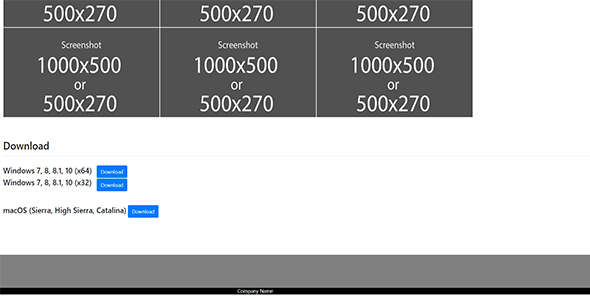 500x270 500x270 500x270
Screenshot Screenshot Screenshot
1000x500 1000x500 1000x500
or or or
500x270 500x270 500x270
Download
Windows 7, 8, 8.1, 10 (x64) Download
Windows 7, 8, 8.1, 10 (x32) Download
macOS (Sierra, High Sierra, Catalina) Download
Company Name